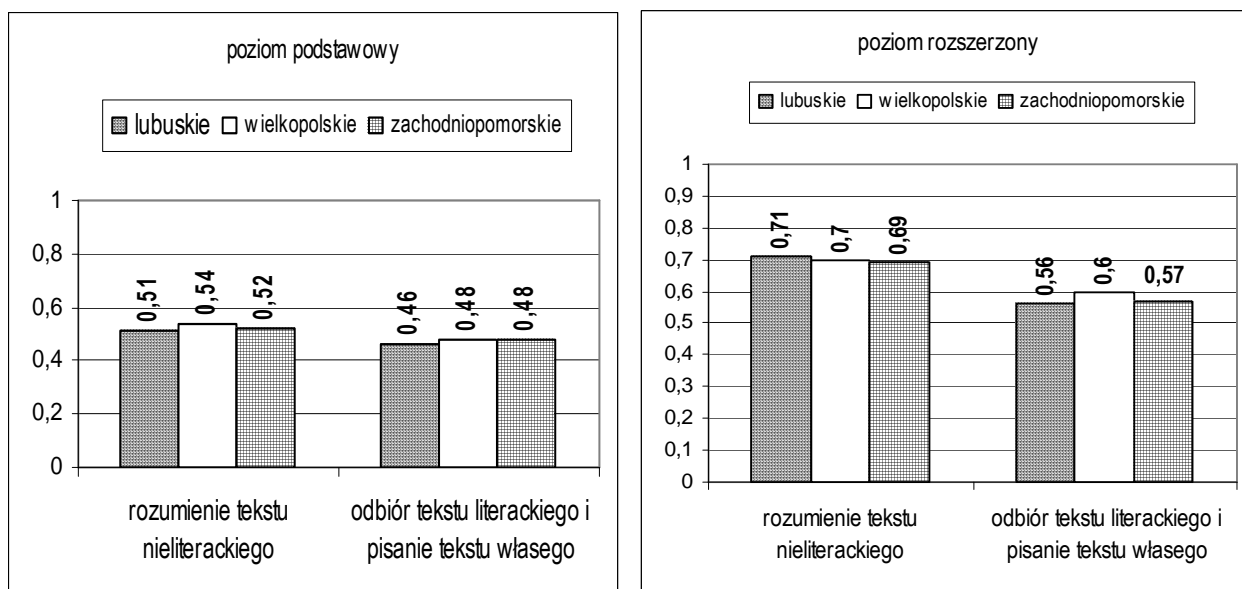 poziom podstawowy
lubuskie wielkopolskie zachodniopomorskie
1
0,8
0,6
0,4
0,2
0
0,51
0,54
0,52
0,46
0,48
0,48
rozumienie tekstu
nieliterackiego
odbiór tekstu literackiego i
pisanie tekstu własego
poziom rozszerzony
lubuskie wielkopolskie zachodniopomorskie
1
0,9
0,8
0,7
0,6
0,5
0,4
0,3
0,2
0,1
0
0,71
0,7
0,69
0,56
0,6
0,57
rozumienie tekstu
nieliterackiego
odbiór tekstu literackiego i
pisanie tekstu własego